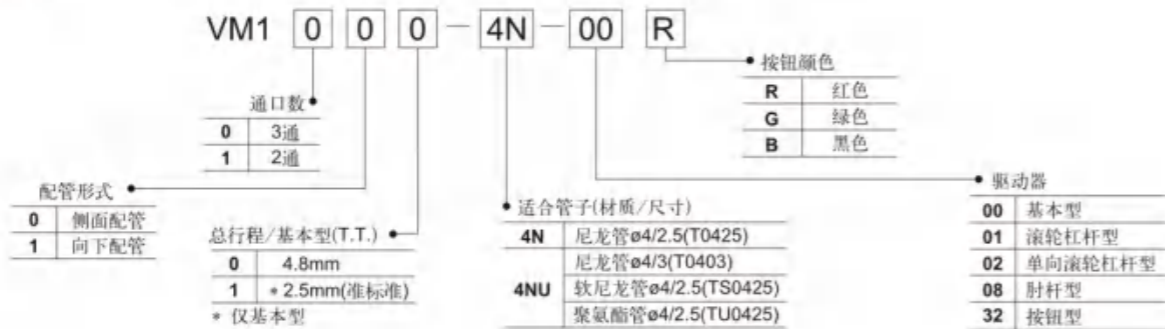 VM1 0 0 0 - 4N - 00 R
按钮颜色
R 红色
G 绿色
B 黑色
通口数
0 3通
1 2通
配管形式
0 侧面配管
1 向下配管
总行程/基本型(T.T.)
0 4.8mm
1 * 2.5mm(准标准)
* 仅基本型
适合管子(材质/尺寸)
4N 尼龙管ø4/2.5(T0425)
4NU 尼龙管ø4/3(T0403)
软尼龙管ø4/2.5(TS0425)
聚氨酯管ø4/2.5(TU0425)
驱动器
00 基本型
01 滚轮杠杆型
02 单向滚轮杠杆型
08 肘杆型
32 按钮型